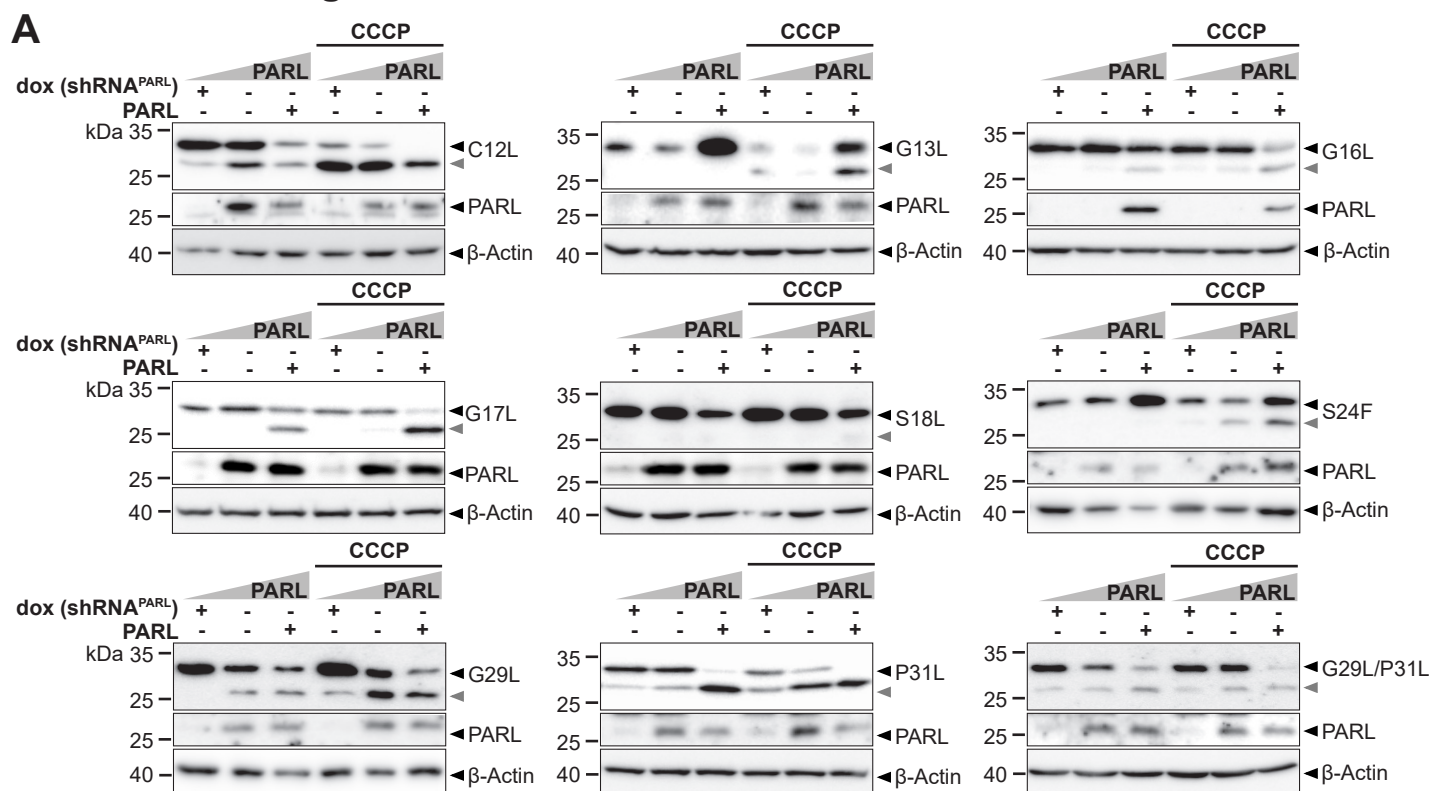 A
CCCP CCCP CCCP
PARL PARL PARL PARL PARL PARL
dox (shRNAPARL) + - - + - - + - - + - - + - - + - -
PARL - - + - - + - - + - - + - - + - - +
kDa 35 C12L 35 G13L 35 G16L
25 25 25
25 PARL 25 PARL 25 PARL
40 β-Actin 40 β-Actin 40 β-Actin
CCCP CCCP CCCP
PARL PARL PARL PARL PARL PARL
dox (shRNAPARL) + - - + - - + - - + - - + - - + - -
PARL - - + - - + - - + - - + - - + - - +
kDa 35 G17L 35 S18L 35 S24F
25 25 25
25 PARL 25 PARL 25 PARL
40 β-Actin 40 β-Actin 40 β-Actin
CCCP CCCP CCCP
PARL PARL PARL PARL PARL PARL
dox (shRNAPARL) + - - + - - + - - + - - + - - + - -
PARL - - + - - + - - + - - + - - + - - +
kDa 35 G29L 35 P31L 35 G29L/P31L
25 25 25
25 PARL 25 PARL 25 PARL
40 β-Actin 40 β-Actin 40 β-Actin